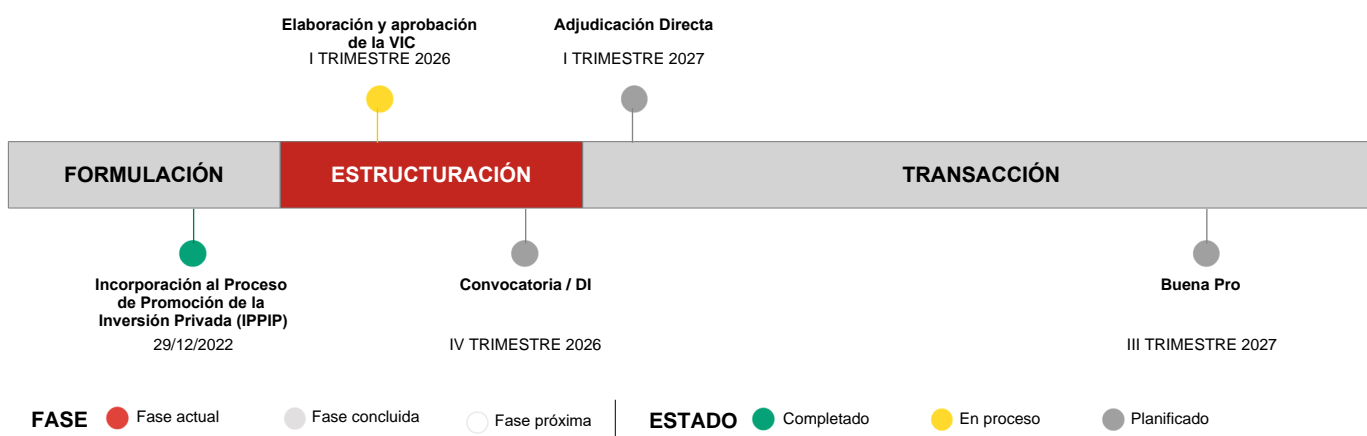 Elaboración y aprobación
de la VIC
I TRIMESTRE 2026
Adjudicación Directa
I TRIMESTRE 2027
FORMULACIÓN
ESTRUCTURACIÓN
TRANSACCIÓN
Incorporación al Proceso
de Promoción de la
Inversión Privada (IPPIP)
29/12/2022
Convocatoria / DI
IV TRIMESTRE 2026
Buena Pro
III TRIMESTRE 2027
FASE
Fase actual
Fase concluida
Fase próxima
ESTADO
Completado
En proceso
Planificado